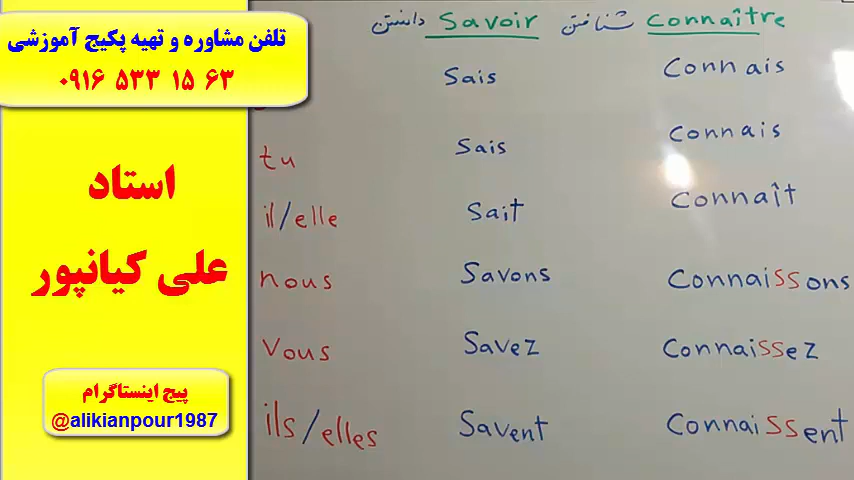 تلفن مشاوره و تهیه پکیج آموزشی
۰۹۱۶ ۵۳۳ ۱۵ ۶۳
استاد
علی کیانپور
پیج اینستاگرام
@alikianpour1987
داشتن Savoir شناختن Connaître
Sais Connais
tu Sais Connais
il/elle Sait Connaît
nous Savons Connaissons
Vous Savez Connaissez
ils/elles Savent Connaissent